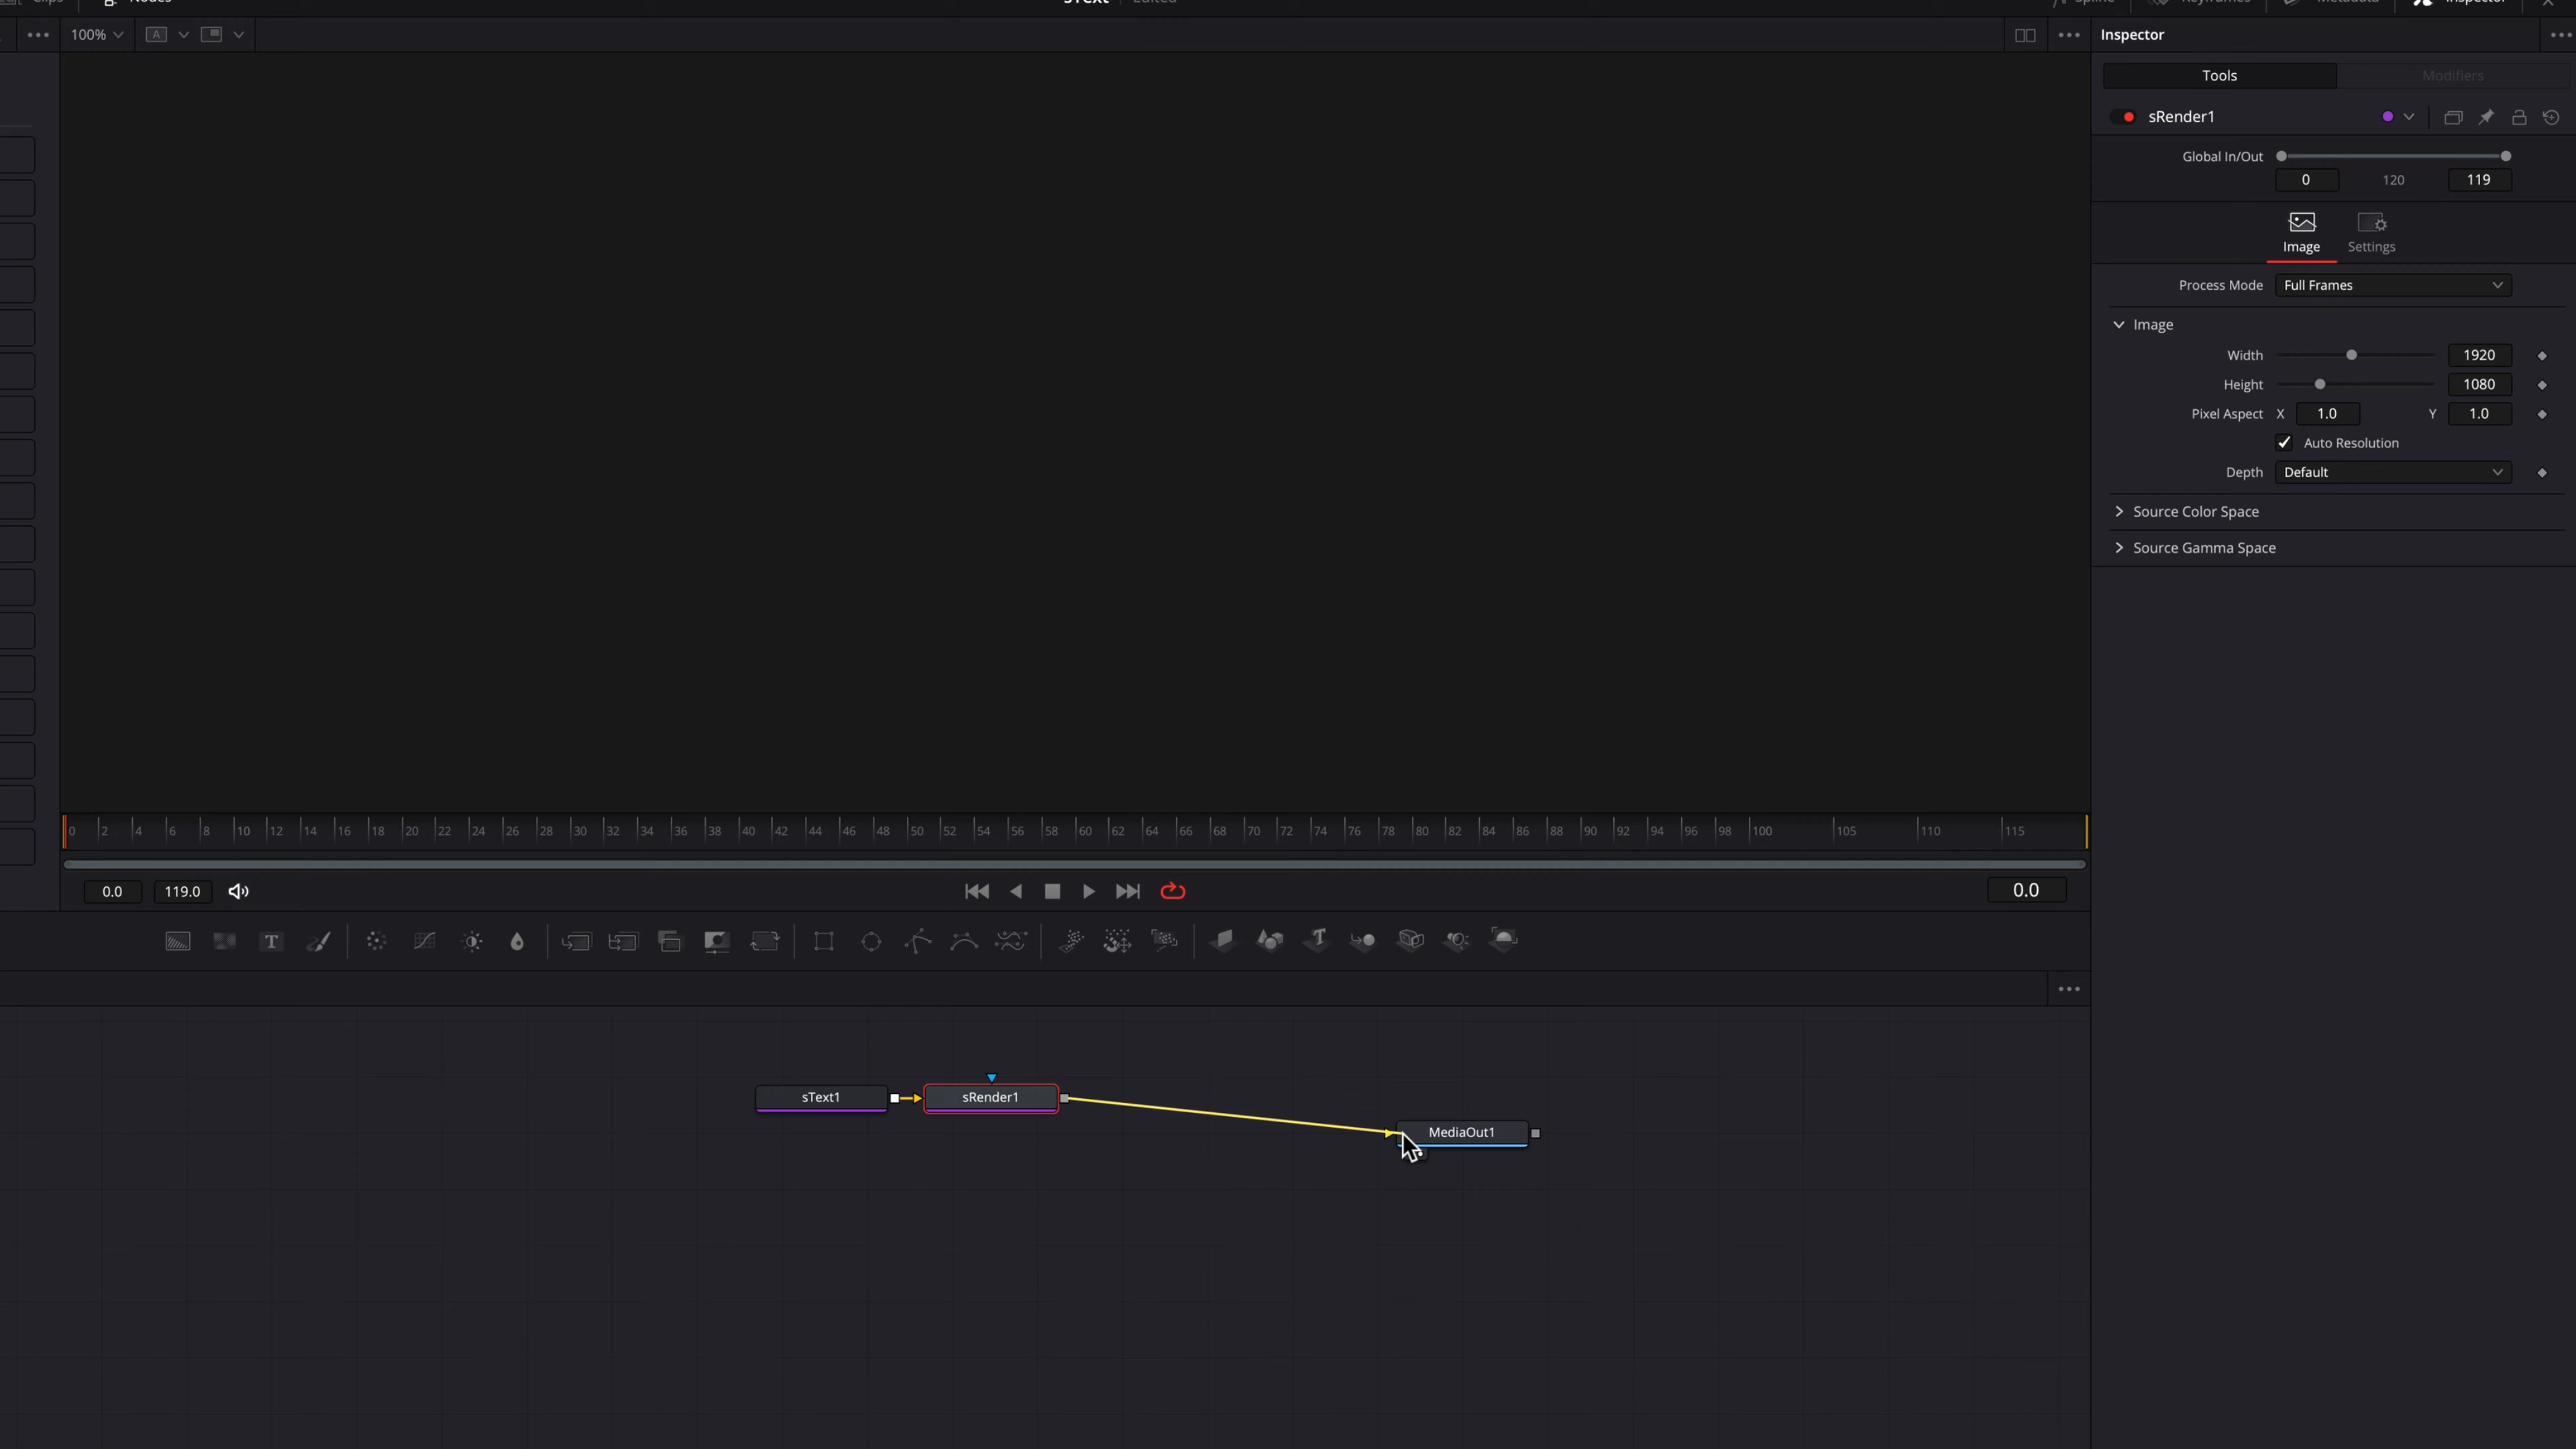 100%
A
Inspector
Tools
Modifiers
sRender1
Global In/Out
0
120
119
Image
Settings
Process Mode
Full Frames
Image
Width
1920
Height
1080
Pixel Aspect
X
1.0
Y
1.0
Auto Resolution
Depth
Default
Source Color Space
Source Gamma Space
0 2 4 6 8 10 12 14 16 18 20 22 24 26 28 30 32 34 36 38 40 42 44 46 48 50 52 54 56 58 60 62 64 66 68 70 72 74 76 78 80 82 84 86 88 90 92 94 96 98 100 105 110 115
0.0
119.0
0.0
T
sText1
sRender1
MediaOut1